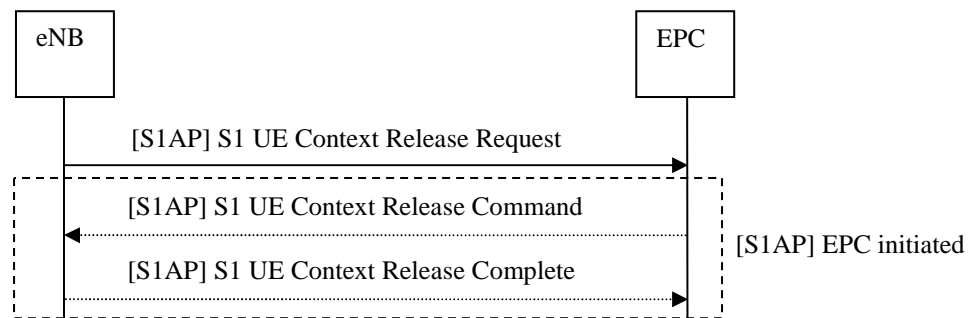 eNB
EPC
[S1AP] S1 UE Context Release Request
[S1AP] S1 UE Context Release Command
[S1AP] EPC initiated
[S1AP] S1 UE Context Release Complete